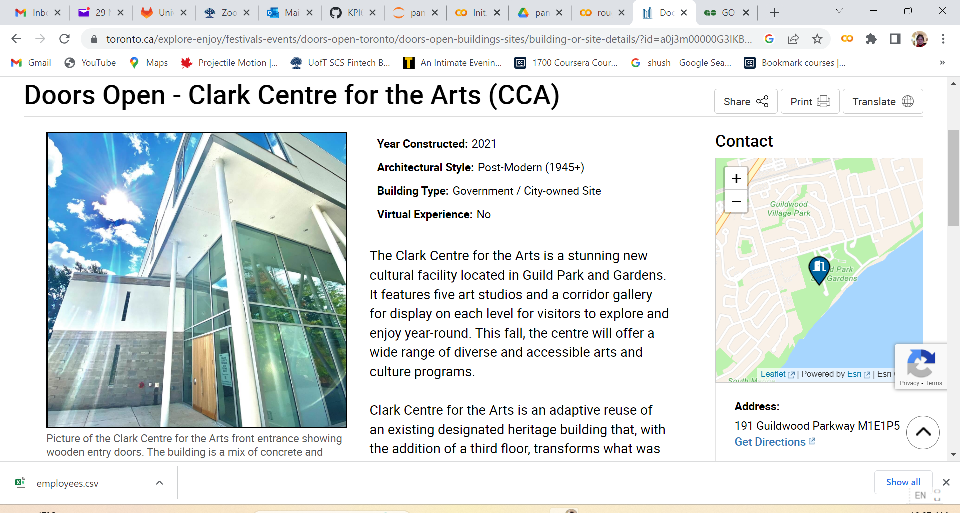 Inbo
29 !
Uni
Zoo
Mai
KPI
pan
Init
pan
rou
Doo
GO
toronto.ca/explore-enjoy/festivals-events/doors-open-toronto/doors-open-buildings-sites/building-or-site-details/?id=a0j3m00000G3IKB...
Gmail
YouTube
Maps
Projectile Motion |...
UofT SCS Fintech B...
An Intimate Evenin...
1700 Coursera Cour...
shush - Google Sea...
Bookmark courses |...
»
Doors Open - Clark Centre for the Arts (CCA)
Share
Print
Translate
Year Constructed: 2021
Architectural Style: Post-Modern (1945+)
Building Type: Government / City-owned Site
Virtual Experience: No
The Clark Centre for the Arts is a stunning new
cultural facility located in Guild Park and Gardens.
It features five art studios and a corridor gallery
for display on each level for visitors to explore and
enjoy year-round. This fall, the centre will offer a
wide range of diverse and accessible arts and
culture programs.
Clark Centre for the Arts is an adaptive reuse of
an existing designated heritage building that, with
the addition of a third floor, transforms what was
Picture of the Clark Centre for the Arts front entrance showing
wooden entry doors. The building is a mix of concrete and
Contact
+
−
Guildwood
Village Park
d Park
Gardens
South M
Leaflet | Powered by Esri | Esri
Privacy - Terms
Address:
191 Guildwood Parkway M1E1P5
Get Directions
employees.csv
Show all
EN